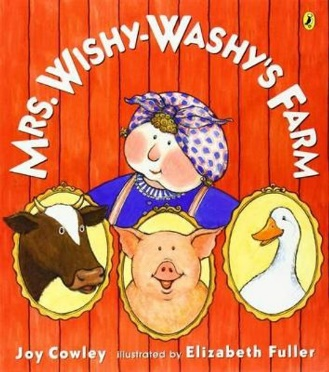 MRS. WISHY-WASHY'S FARM
Joy Cowley illustrated by Elizabeth Fuller